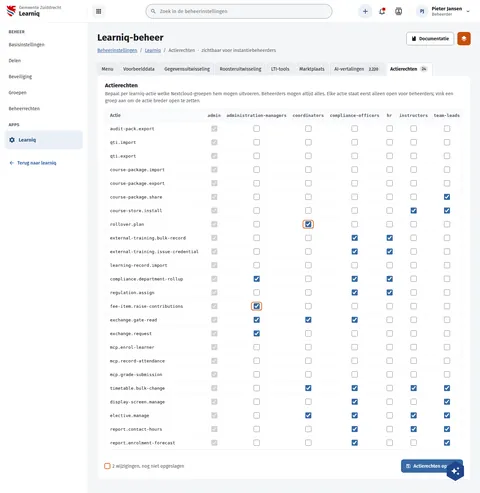 Gemeente Zuiddrecht
Learniq
Zoek in de beheerinstellingen
PJ
Pieter Jansen
Beheerder
BEHEER
Basisinstellingen
Delen
Beveiliging
Groepen
Beheerrechten
APPS
Learniq
Terug naar learniq
Learniq-beheer
Beheerinstellingen / Learniq / Actierechten · zichtbaar voor instantiebeheerders
Documentatie
Menu Voorbeelddata Gegevensuitwisseling Roosteruitwisseling LTI-tools Marktplaats AI-vertalingen 2.220 Actierechten 24
Actierechten
Bepaal per learniq-actie welke Nextcloud-groepen hem mogen uitvoeren. Beheerders mogen altijd alles. Elke actie staat eerst alleen open voor beheerders; vink een
groep aan om de actie breder open te zetten.
Actie admin administration-managers coordinators compliance-officers hr instructors team-leads
audit-pack.export
qti.import
qti.export
course-package.import
course-package.export
course-package.share
course-store.install
rollover.plan
external-training.bulk-record
external-training.issue-credential
learning-record.import
compliance.department-rollup
regulation.assign
fee-item.raise-contributions
exchange.gate-read
exchange.request
mcp.enrol-learner
mcp.record-attendance
mcp.grade-submission
timetable.bulk-change
display-screen.manage
elective.manage
report.contact-hours
report.enrolment-forecast
2 wijzigingen, nog niet opgeslagen
Actierechten